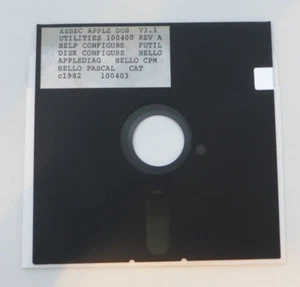 XEBEC APPLE DOS V3.3
UTILITIES 100400 REV A
HELP CONFIGURE FUTIL
DISK CONFIGURE HELLO
APPLEDIAG HELLO CPM
HELLO PASCAL CAT
c1982 100403